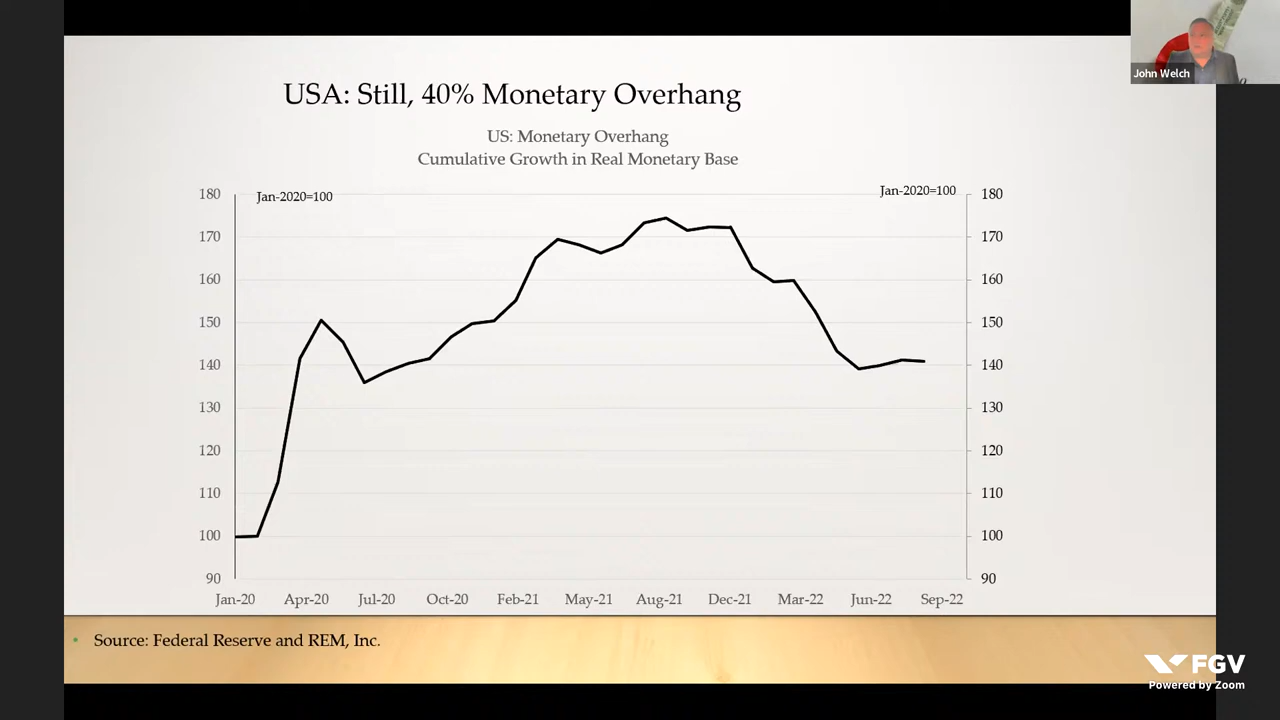 John Welch
USA: Still, 40% Monetary Overhang
US: Monetary Overhang
Cumulative Growth in Real Monetary Base
Jan-2020=100
Jan-2020=100
180
170
160
150
140
130
120
110
100
90
180
170
160
150
140
130
120
110
100
90
Jan-20 Apr-20 Jul-20 Oct-20 Feb-21 May-21 Aug-21 Dec-21 Mar-22 Jun-22 Sep-22
• Source: Federal Reserve and REM, Inc.
FGV
Powered by Zoom